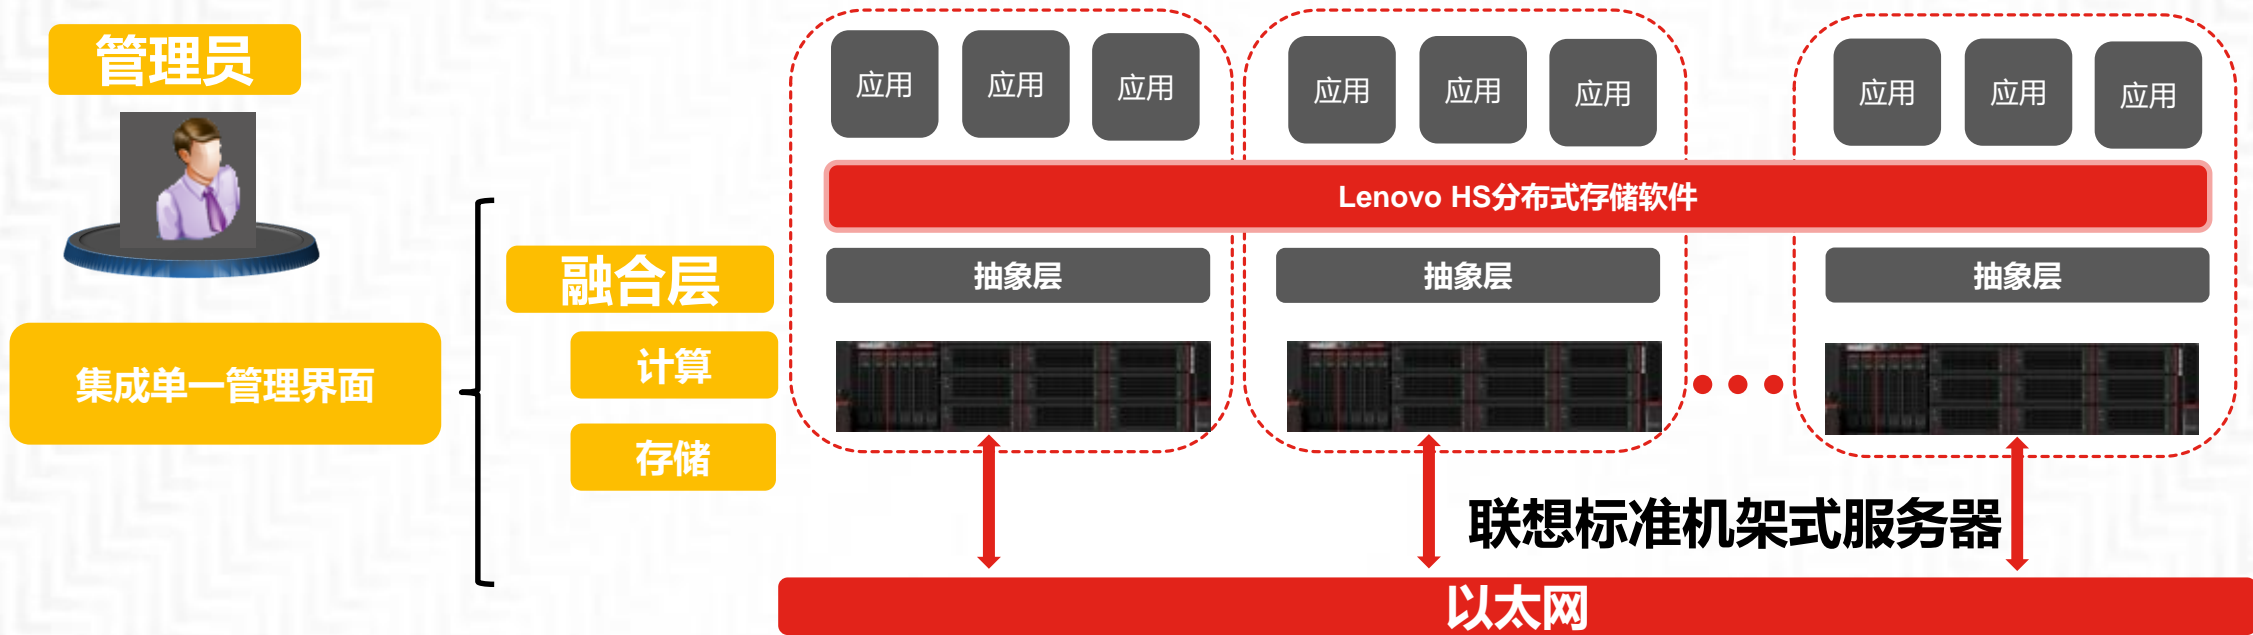 管理员
集成单一管理界面
融合层
计算
存储
应用 应用 应用 应用 应用 应用 应用 应用 应用
Lenovo HS分布式存储软件
抽象层 抽象层 抽象层
联想标准机架式服务器
以太网